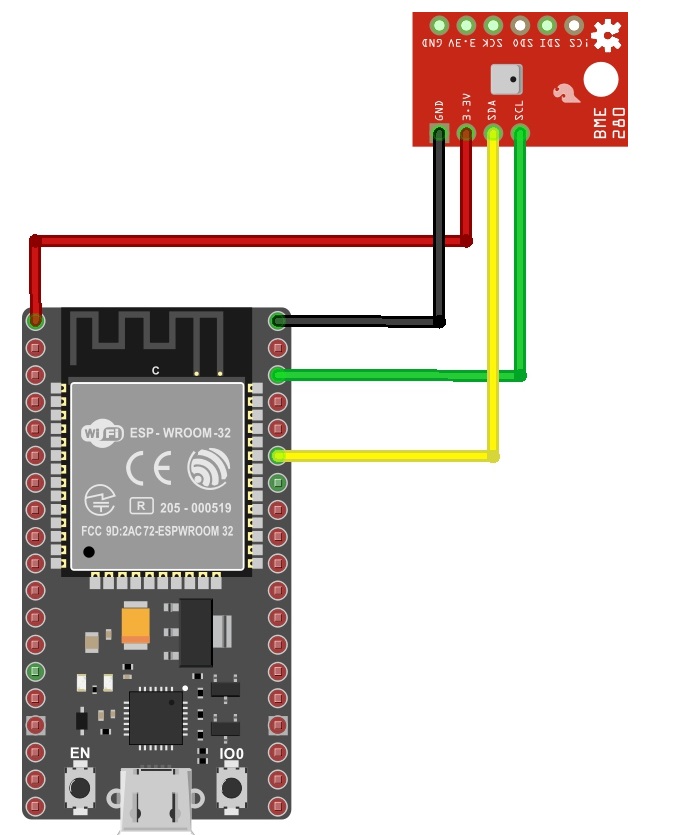 GND 3.3V SCK SDO SDI !CS
GND 3.3V SDA SCL
BME
280
C
WiFi ESP - WROOM-32
CE
R 205 - 000519
FCC 9D:2AC72-ESPWROOM 32
EN IO0